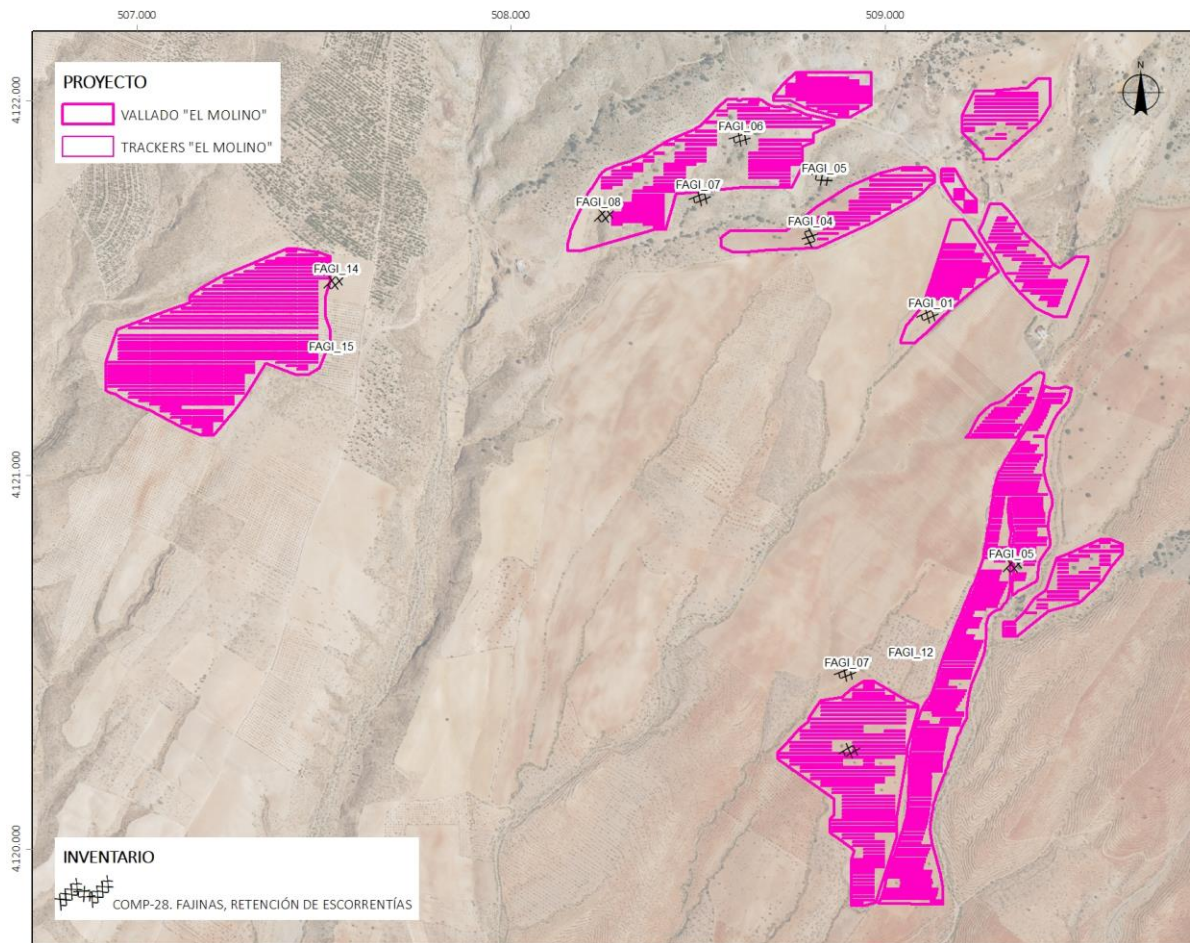 507.000
508.000
509.000
4.122.000
4.121.000
4.120.000
PROYECTO
VALLADO "EL MOLINO"
TRACKERS "EL MOLINO"
N
FAGI_06
FAGI_05
FAGI_07
FAGI_08
FAGI_04
FAGI_14
FAGI_01
FAGI_15
FAGI_05
FAGI_12
FAGI_07
INVENTARIO
COMP-28. FAJINAS, RETENCIÓN DE ESCORRENTÍAS